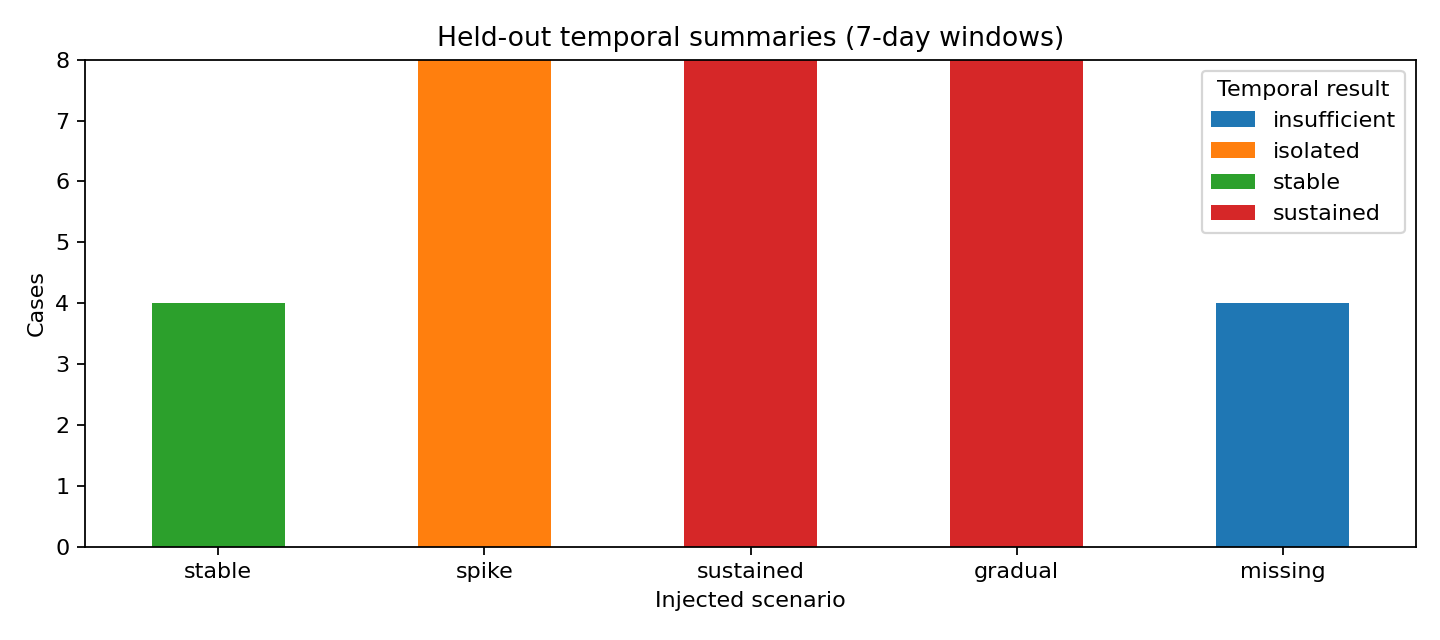 Held-out temporal summaries (7-day windows)
Temporal result
insufficient
isolated
stable
sustained
Cases
8
7
6
5
4
3
2
1
0
stable spike sustained gradual missing
Injected scenario